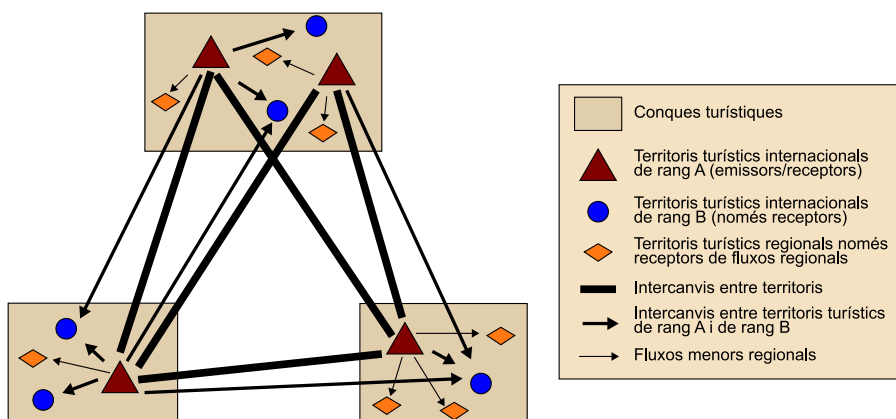 Conques turístiques
Territoris turístics internacionals
de rang A (emissors/receptors)
Territoris turístics internacionals
de rang B (només receptors)
Territoris turístics regionals només
receptors de fluxos regionals
Intercanvis entre territoris
Intercanvis entre territoris turístics
de rang A i de rang B
Fluxos menors regionals